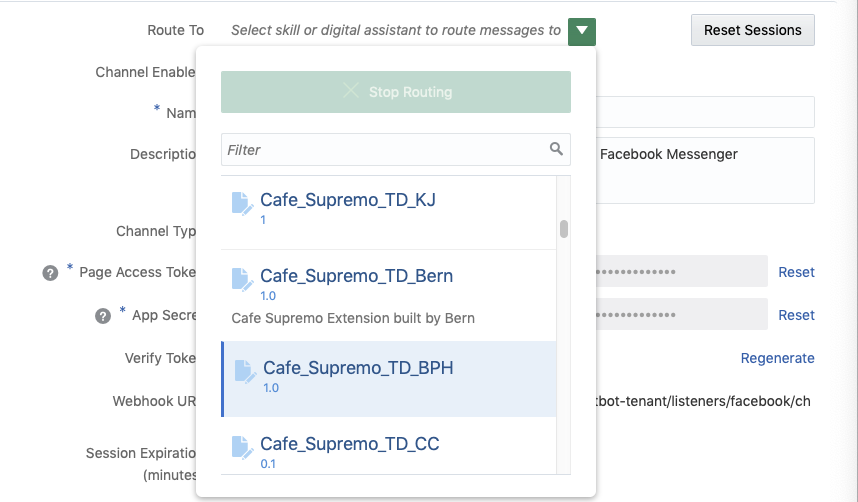 Route To Select skill or digital assistant to route messages to Reset Sessions
Channel Enable
Stop Routing
* Nam
Filter
Descriptio Facebook Messenger
Cafe_Supremo_TD_KJ
1
Channel Typ
? * Page Access Toke ••••••••••••• Reset
Cafe_Supremo_TD_Bern
1.0
? * App Secre ••••••••••••• Reset
Cafe Supremo Extension built by Bern
Verify Toke Regenerate
Cafe_Supremo_TD_BPH
1.0
Webhook UR tbot-tenant/listeners/facebook/ch
Cafe_Supremo_TD_CC
0.1
Session Expiratio
(minutes